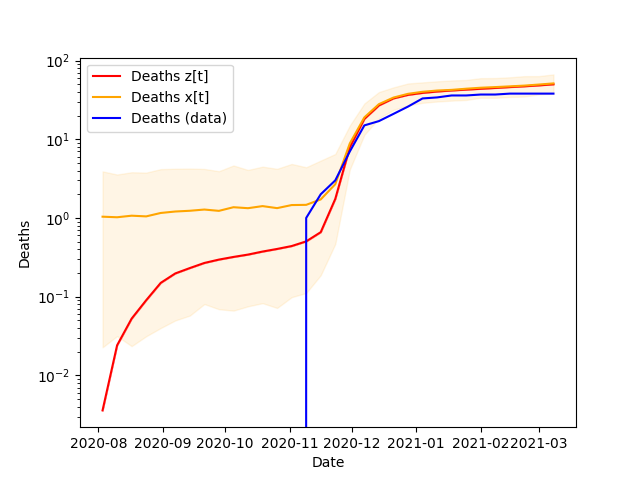 10²
10¹
10⁰
10⁻¹
10⁻²
Deaths
Deaths z[t]
Deaths x[t]
Deaths (data)
2020-08 2020-09 2020-10 2020-11 2020-12 2021-01 2021-02 2021-03
Date